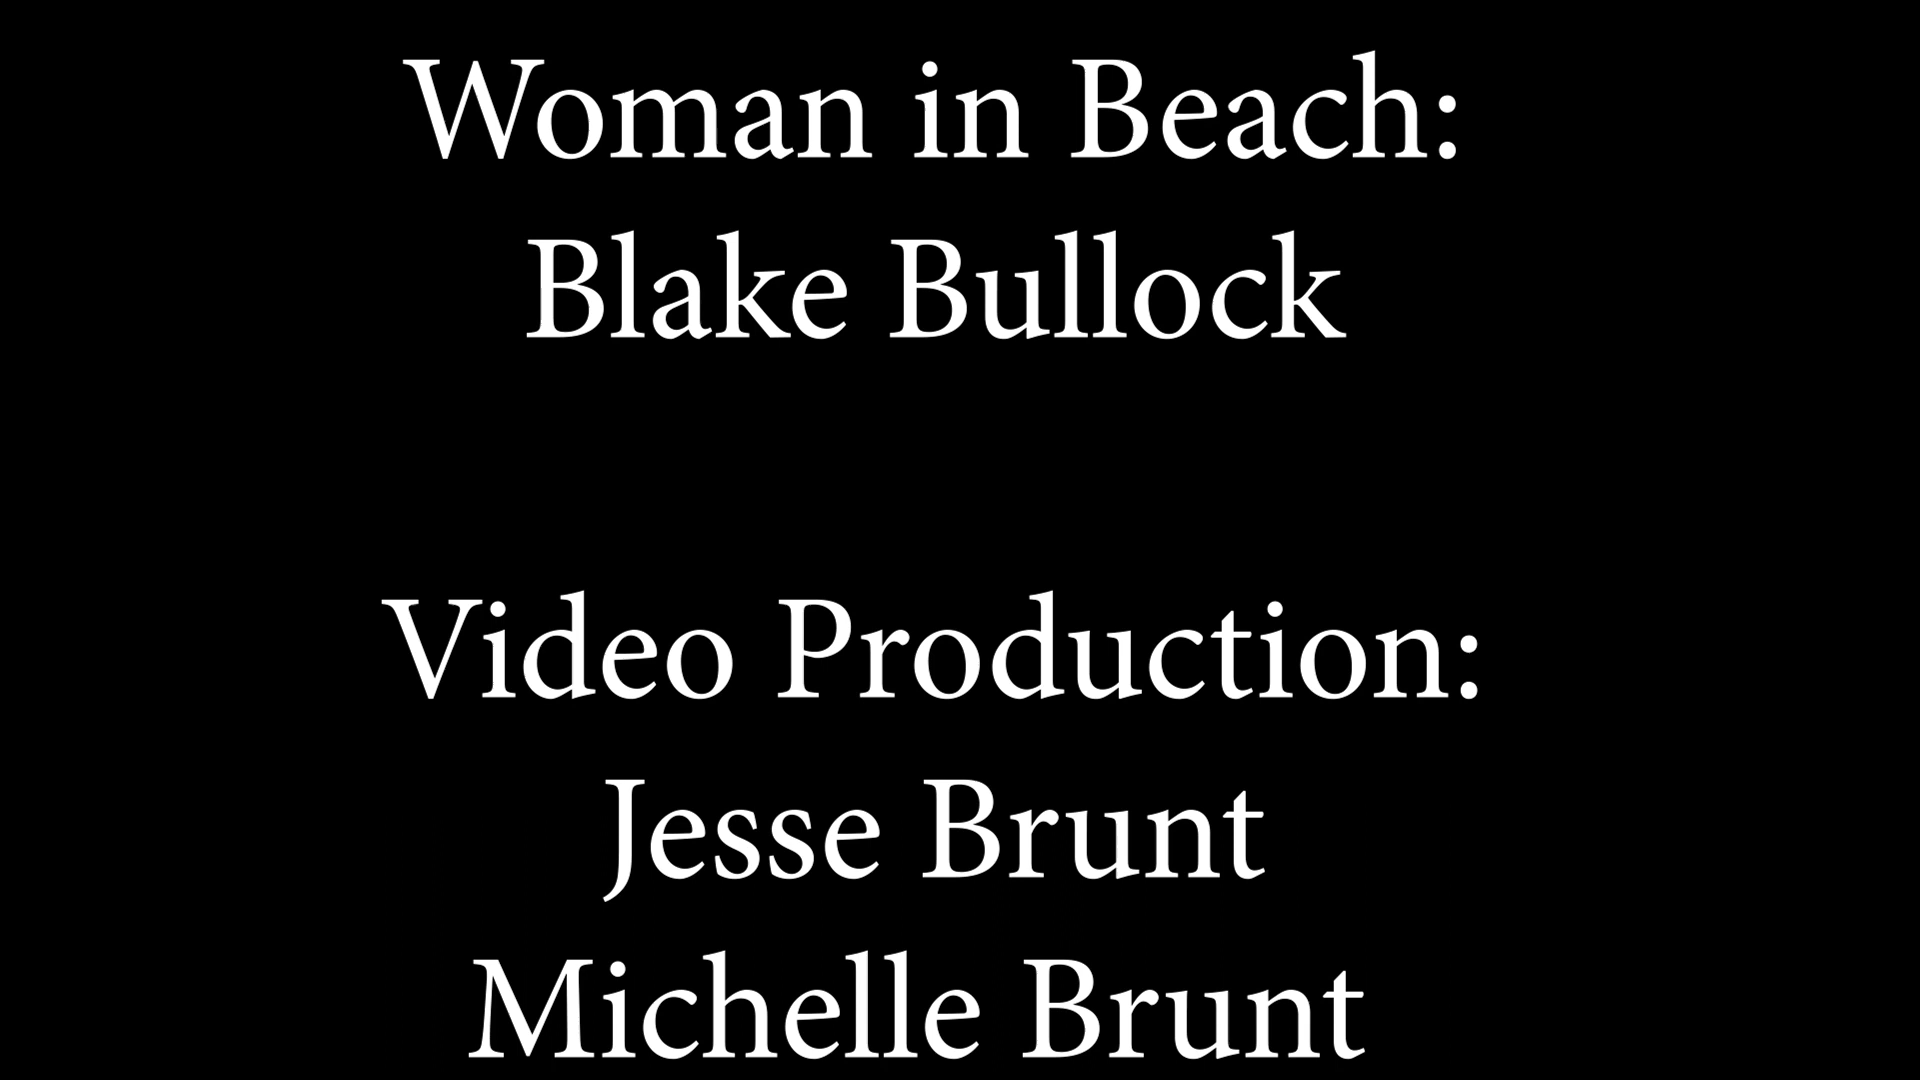 Woman in Beach:
Blake Bullock
Video Production:
Jesse Brunt
Michelle Brunt